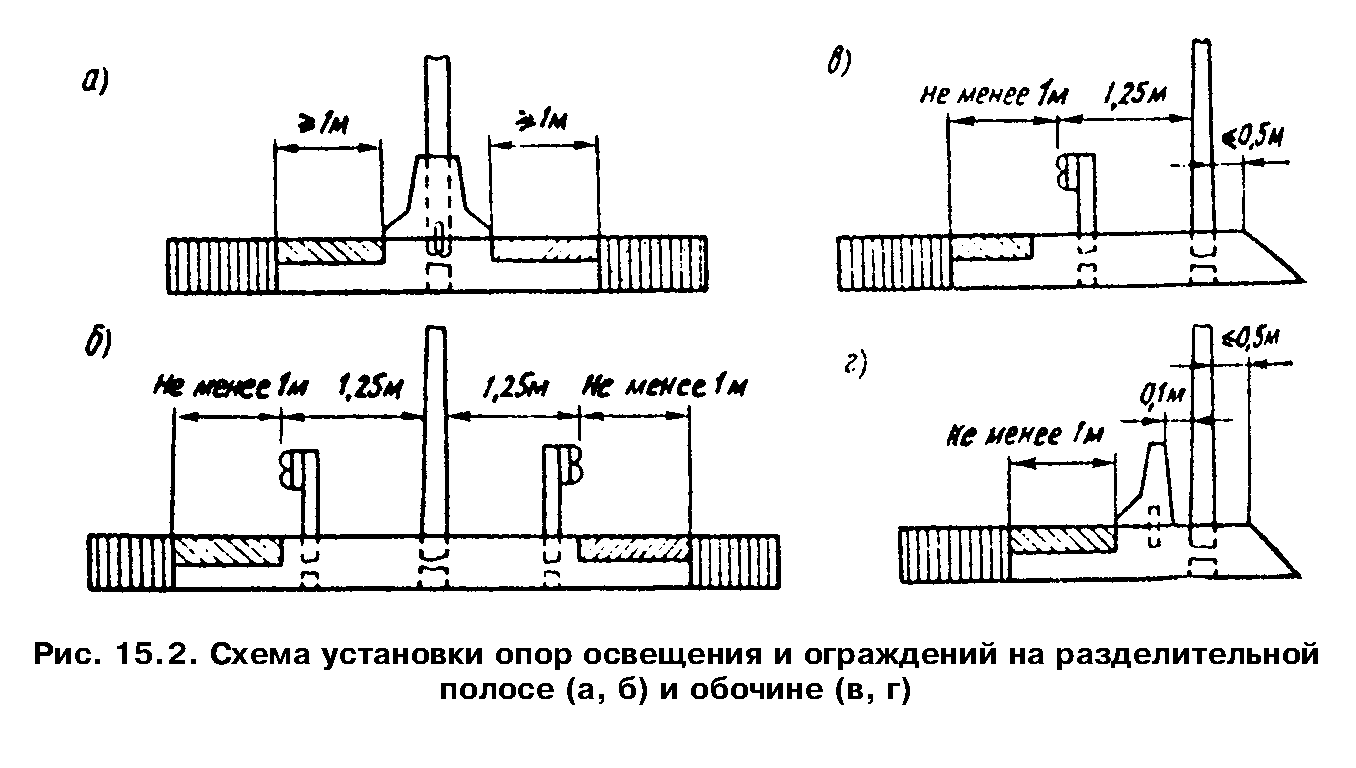 а)
≥1м ≥1м
б)
Не менее 1м 1,25м 1,25м Не менее 1м
в)
Не менее 1м 1,25м
≤0,5м
г)
≤0,5м
0,1м
Не менее 1м
Рис. 15.2. Схема установки опор освещения и ограждений на разделительной
полосе (а, б) и обочине (в, г)